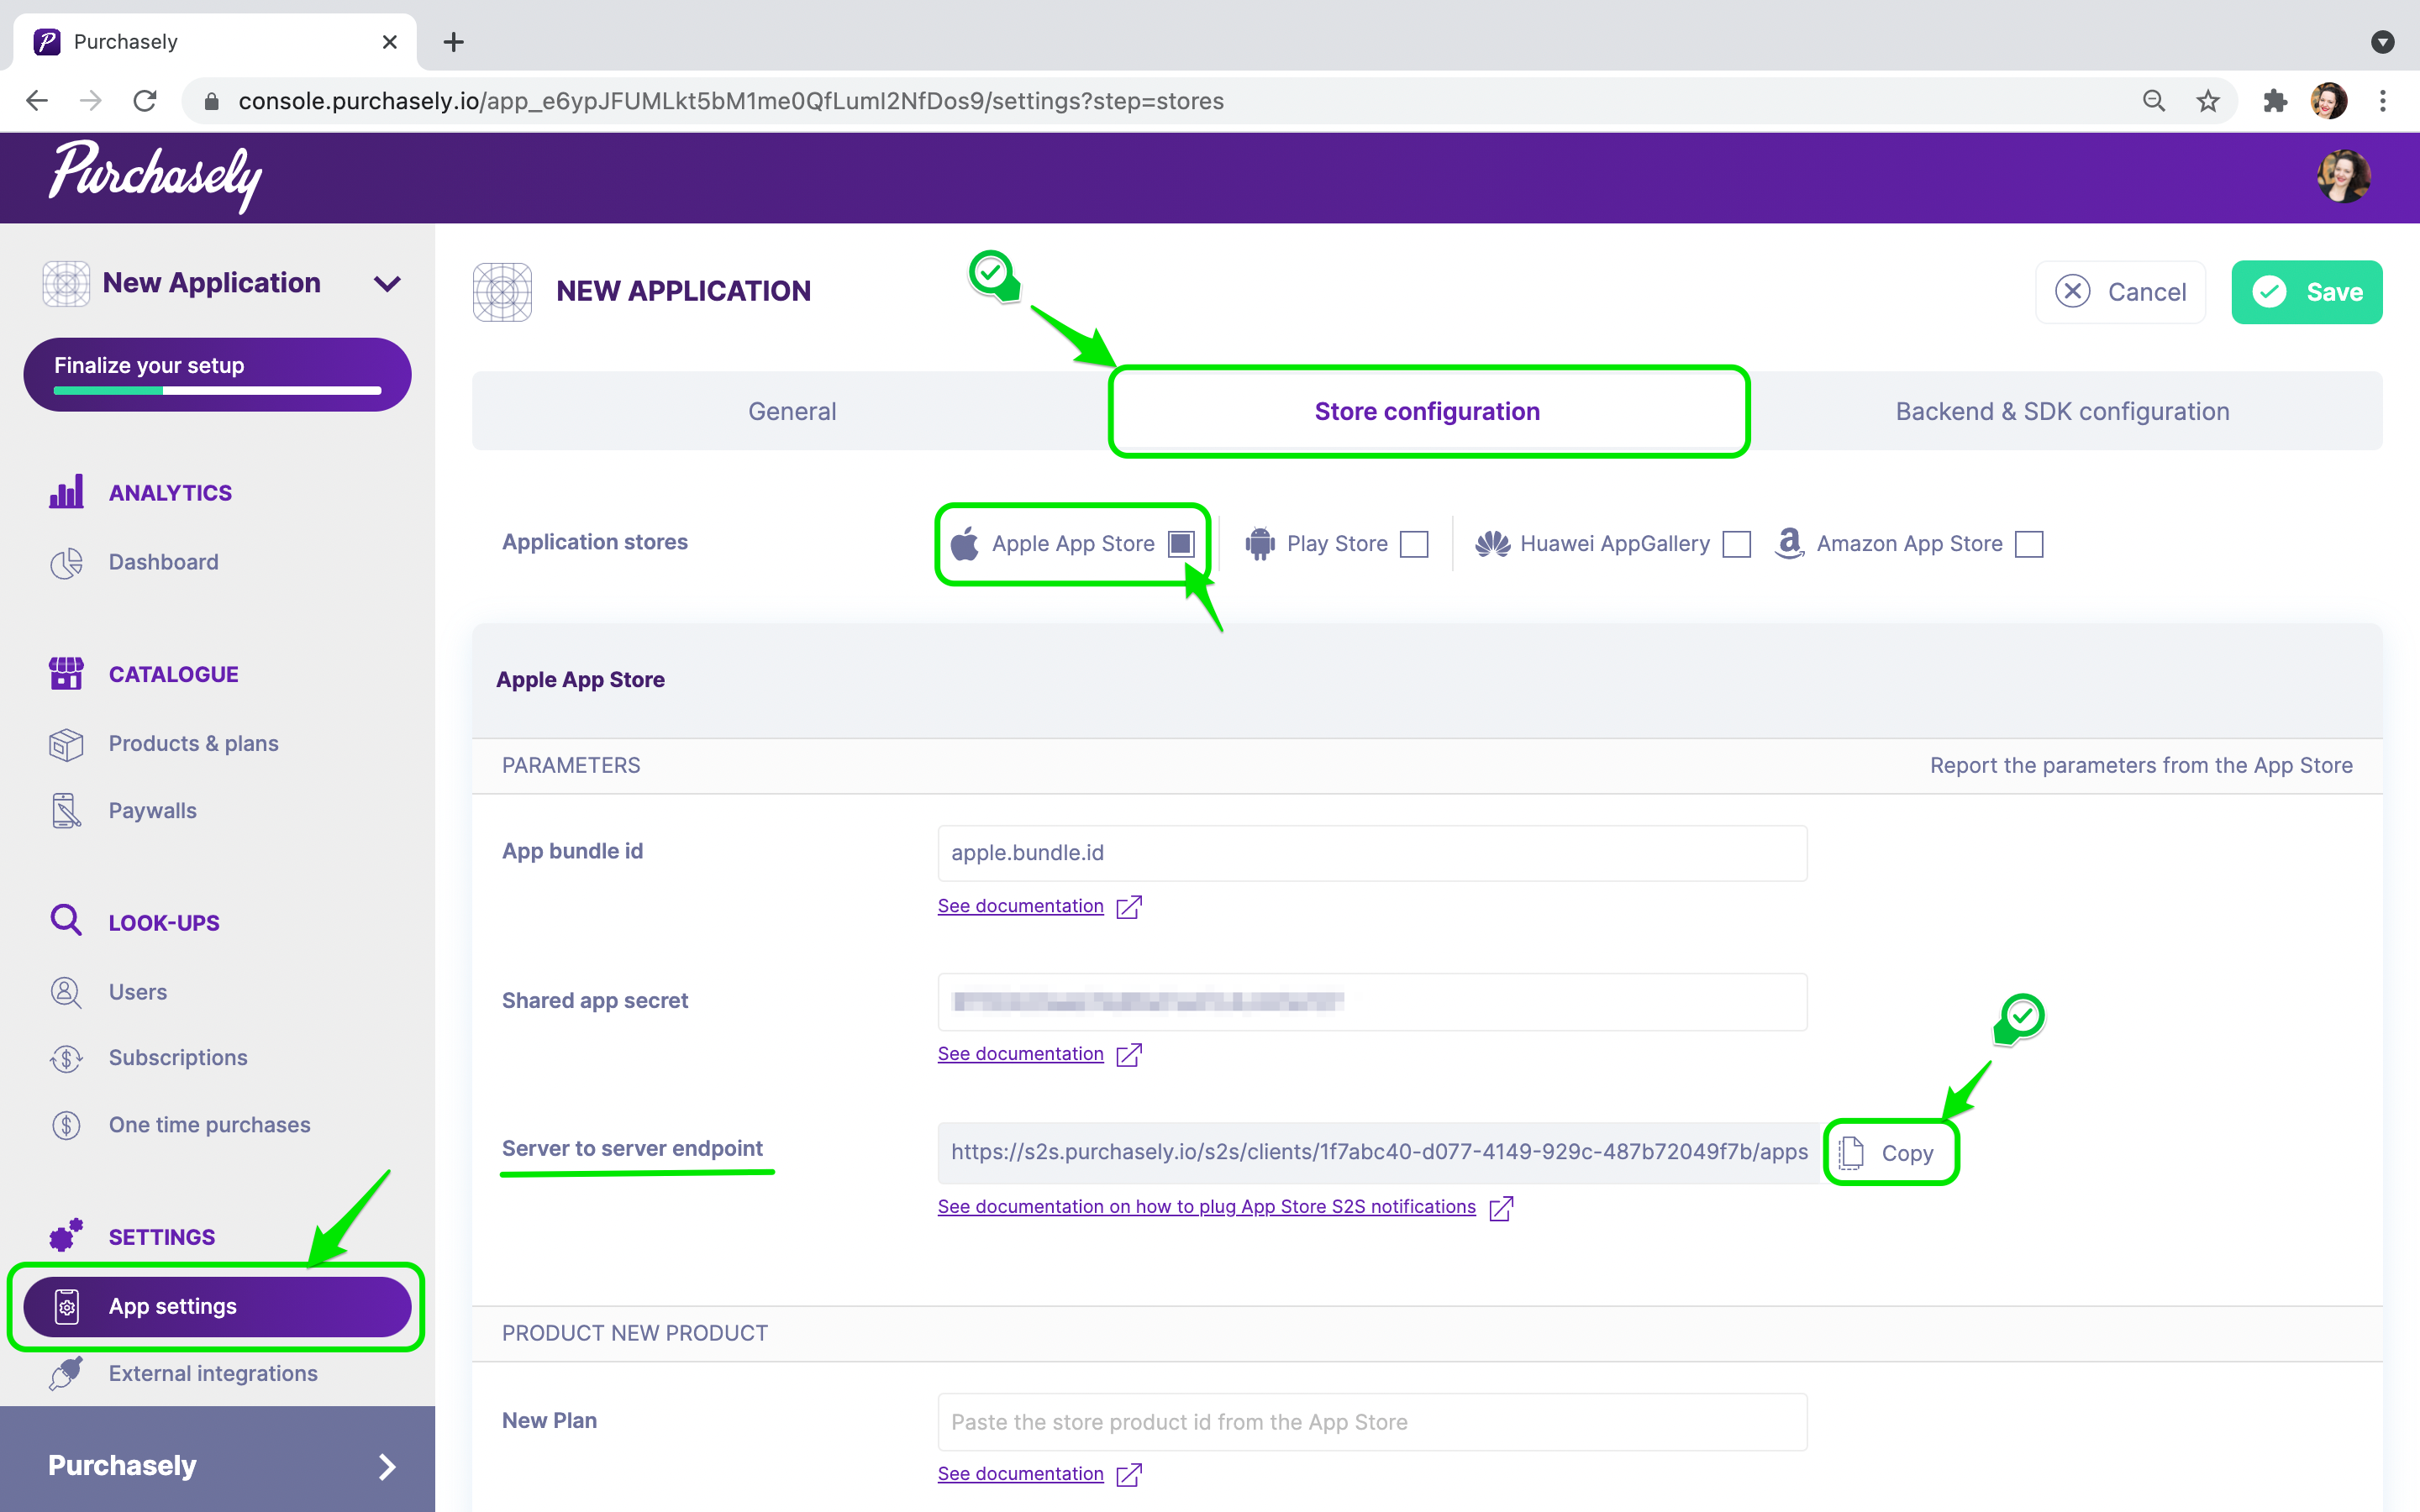 Purchasely
console.purchasely.io/app_e6ypJFUMLkt5bM1me0QfLumI2NfDos9/settings?step=stores
Purchasely
New Application
Finalize your setup
ANALYTICS
Dashboard
CATALOGUE
Products & plans
Paywalls
LOOK-UPS
Users
Subscriptions
One time purchases
SETTINGS
App settings
External integrations
Purchasely
NEW APPLICATION
Cancel
Save
General
Store configuration
Backend & SDK configuration
Application stores
Apple App Store
Play Store
Huawei AppGallery
Amazon App Store
Apple App Store
PARAMETERS
Report the parameters from the App Store
App bundle id
apple.bundle.id
See documentation
Shared app secret
See documentation
Server to server endpoint
https://s2s.purchasely.io/s2s/clients/1f7abc40-d077-4149-929c-487b72049f7b/apps
Copy
See documentation on how to plug App Store S2S notifications
PRODUCT NEW PRODUCT
New Plan
Paste the store product id from the App Store
See documentation